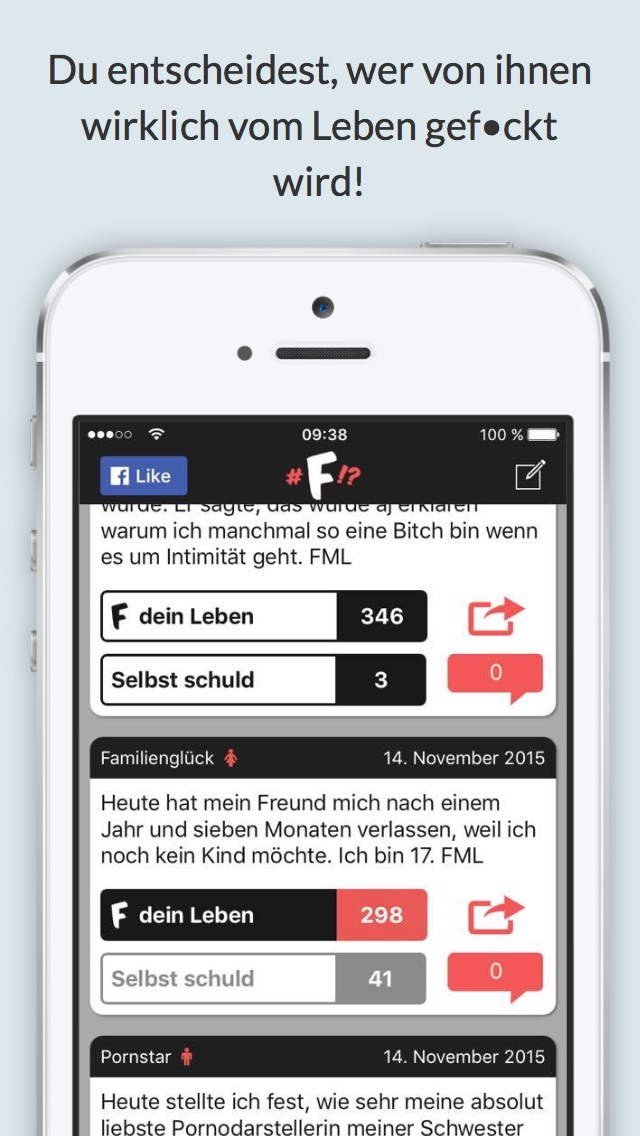 Du entscheidest, wer von ihnen
wirklich vom Leben gef●ckt
wird!
09:38
100 %
Like
#F!?
wurde. Er sagte, das würde aj erklären
warum ich manchmal so eine Bitch bin wenn
es um Intimität geht. FML
F dein Leben
346
Selbst schuld
3
0
Familienglück
14. November 2015
Heute hat mein Freund mich nach einem
Jahr und sieben Monaten verlassen, weil ich
noch kein Kind möchte. Ich bin 17. FML
F dein Leben
298
Selbst schuld
41
0
Pornstar
14. November 2015
Heute stellte ich fest, wie sehr meine absolut
liebste Pornodarstellerin meiner Schwester